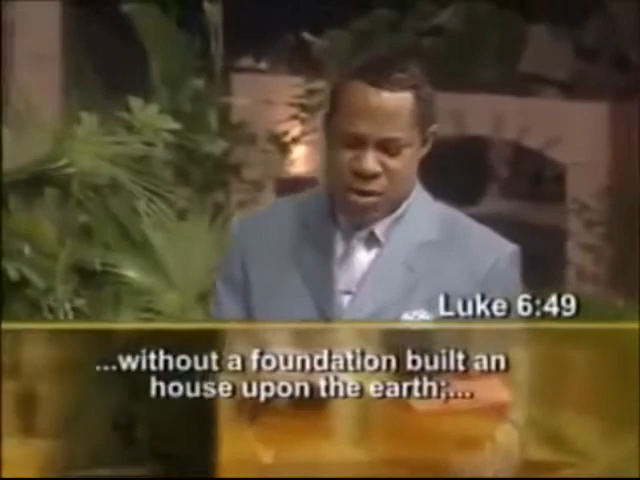 Luke 6:49
...without a foundation built an
house upon the earth;...